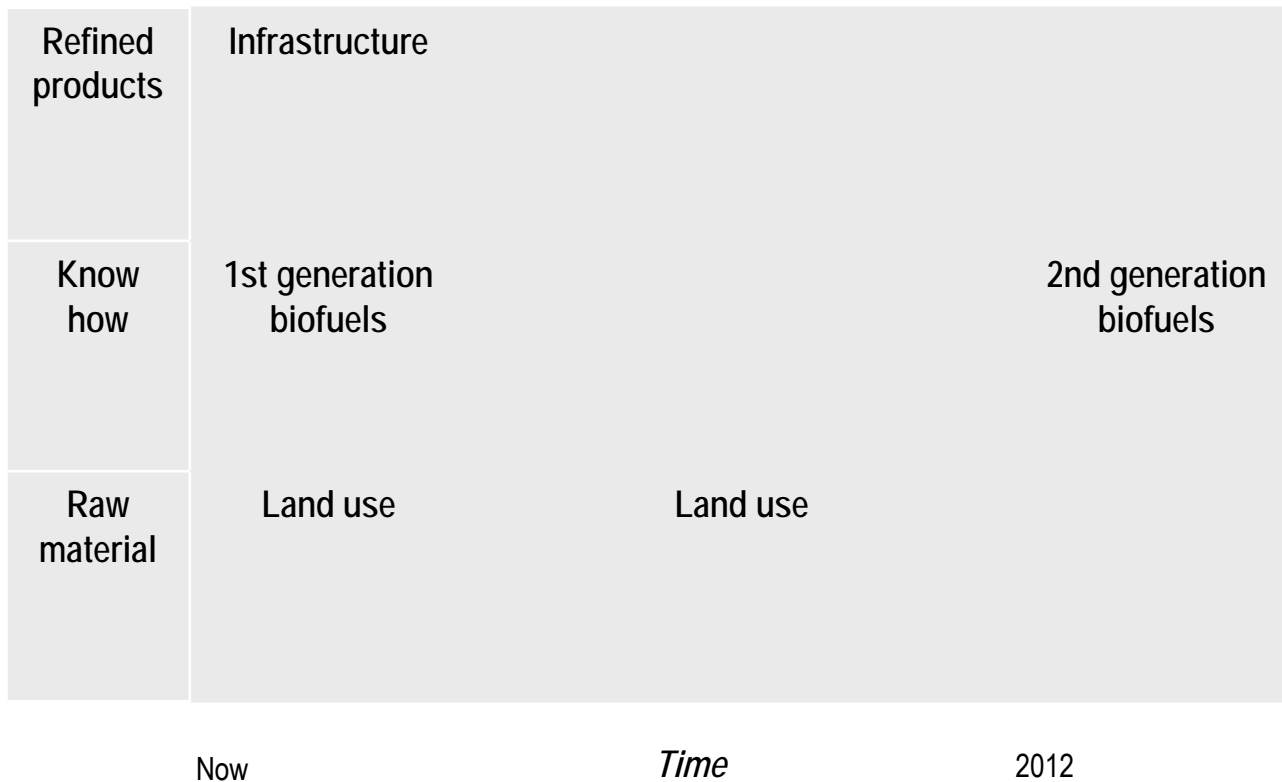 Refined
products
Infrastructure
Know
how
1st generation
biofuels
2nd generation
biofuels
Raw
material
Land use
Land use
Now
Time
2012